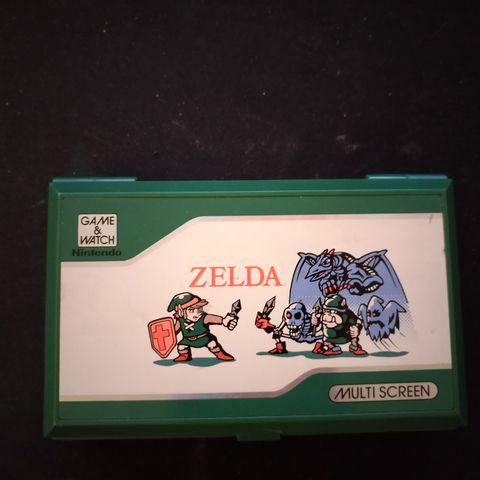 GAME
&
WATCH
Nintendo
ZELDA
MULTI SCREEN